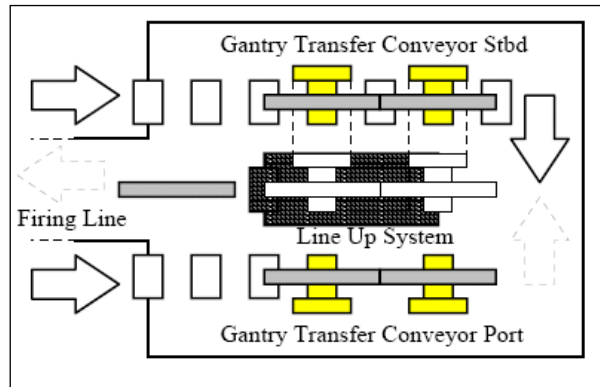 Gantry Transfer Conveyor Stbd
Firing Line
Line Up System
Gantry Transfer Conveyor Port